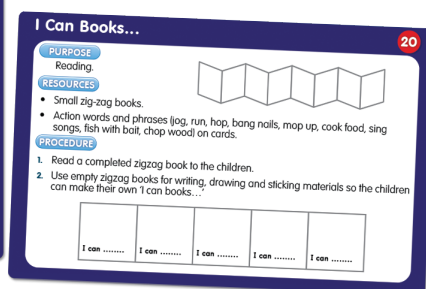 I Can Books...
20
PURPOSE
Reading.
RESOURCES
• Small zig-zag books.
• Action words and phrases (jog, run, hop, bang nails, mop up, cook food, sing
songs, fish with bait, chop wood) on cards.
PROCEDURE
1. Read a completed zigzag book to the children.
2. Use empty zigzag books for writing, drawing and sticking materials so the children
can make their own 'I can books...'
I can ........ I can ........ I can ........ I can ........ I can ........